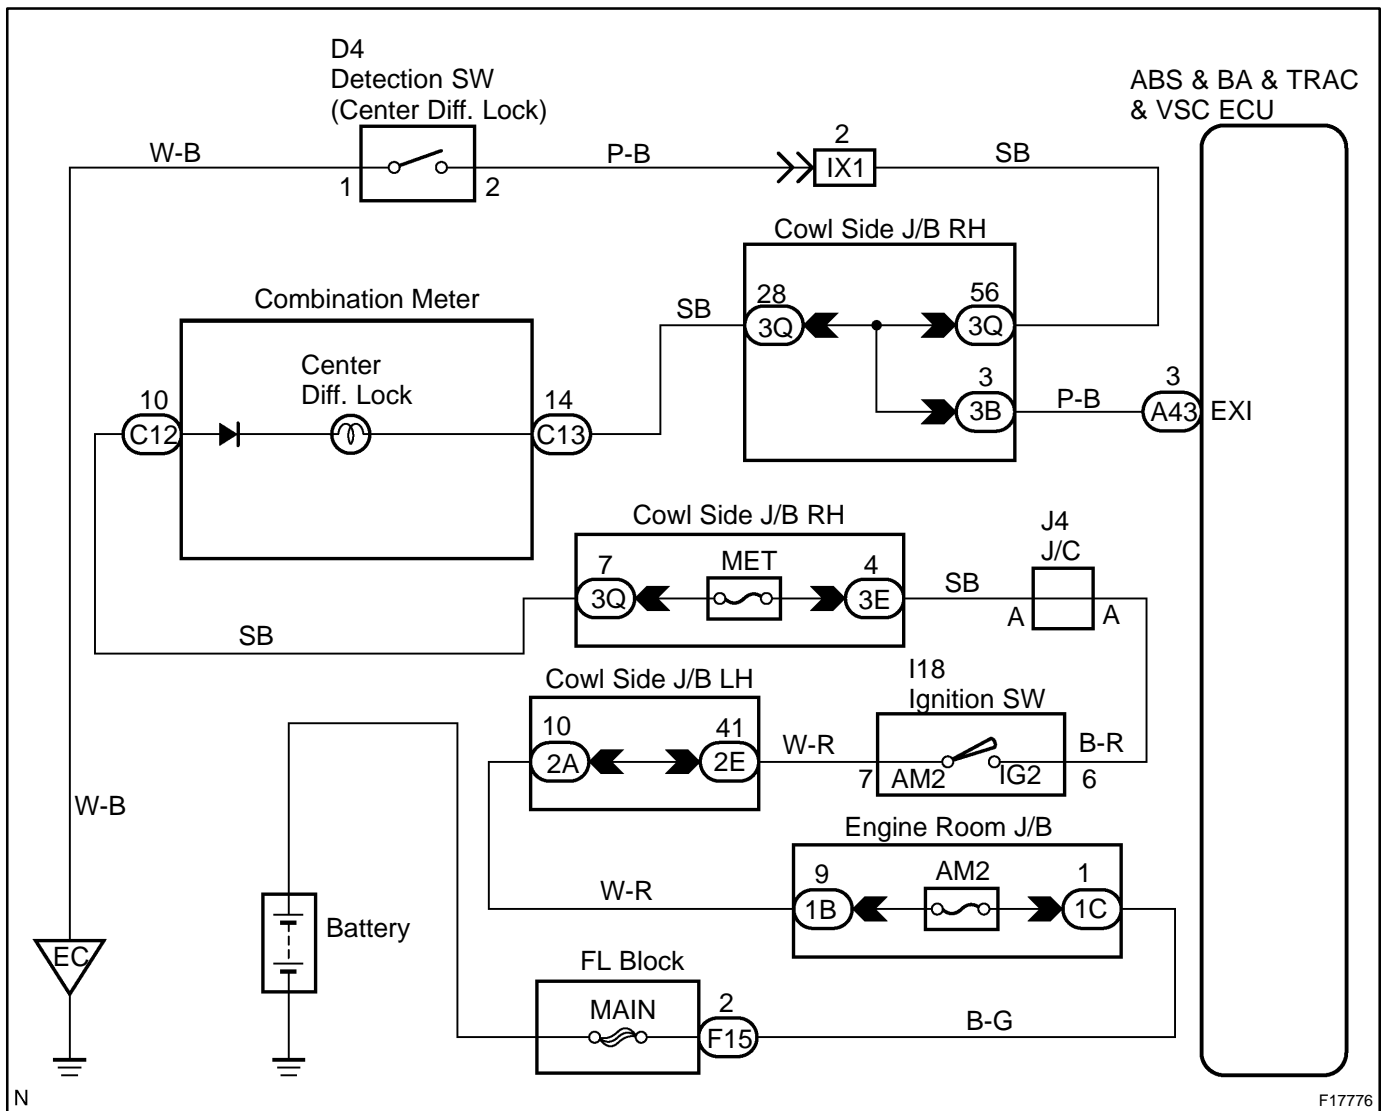 D4
Detection SW
(Center Diff. Lock)
ABS & BA & TRAC
& VSC ECU
W-B
1
2
P-B
2
IX1
SB
Cowl Side J/B RH
28
3Q
56
3Q
3
3B
P-B
3
A43
EXI
SB
Combination Meter
Center
Diff. Lock
10
C12
14
C13
Cowl Side J/B RH
7
3Q
MET
4
3E
SB
J4
J/C
A
A
SB
Cowl Side J/B LH
10
2A
41
2E
W-R
I18
Ignition SW
7
AM2
IG2
B-R
6
W-B
Engine Room J/B
9
1B
AM2
1
1C
W-R
Battery
EC
FL Block
MAIN
2
F15
B-G
N
F17776